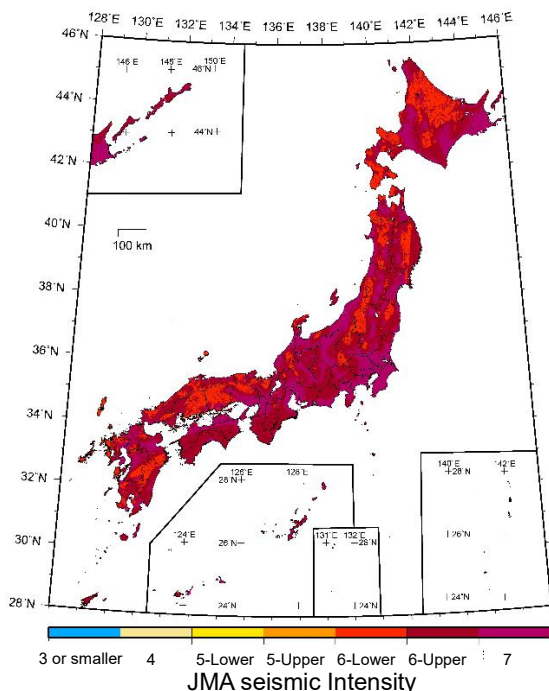 128˚E 130˚E 132˚E 134˚E 136˚E 138˚E 140˚E 142˚E 144˚E 146˚E
46˚N
146˚E 148˚E 150˚E
46˚N
44˚N
44˚N
42˚N
40˚N
100 km
38˚N
36˚N
34˚N
32˚N
126˚E 128˚E
28˚N
140˚E 142˚E
28˚N
30˚N
124˚E
26˚N
131˚E 132˚E
28˚N
26˚N
28˚N
24˚N
24˚N
24˚N
3 or smaller 4 5-Lower 5-Upper 6-Lower 6-Upper 7
JMA seismic Intensity